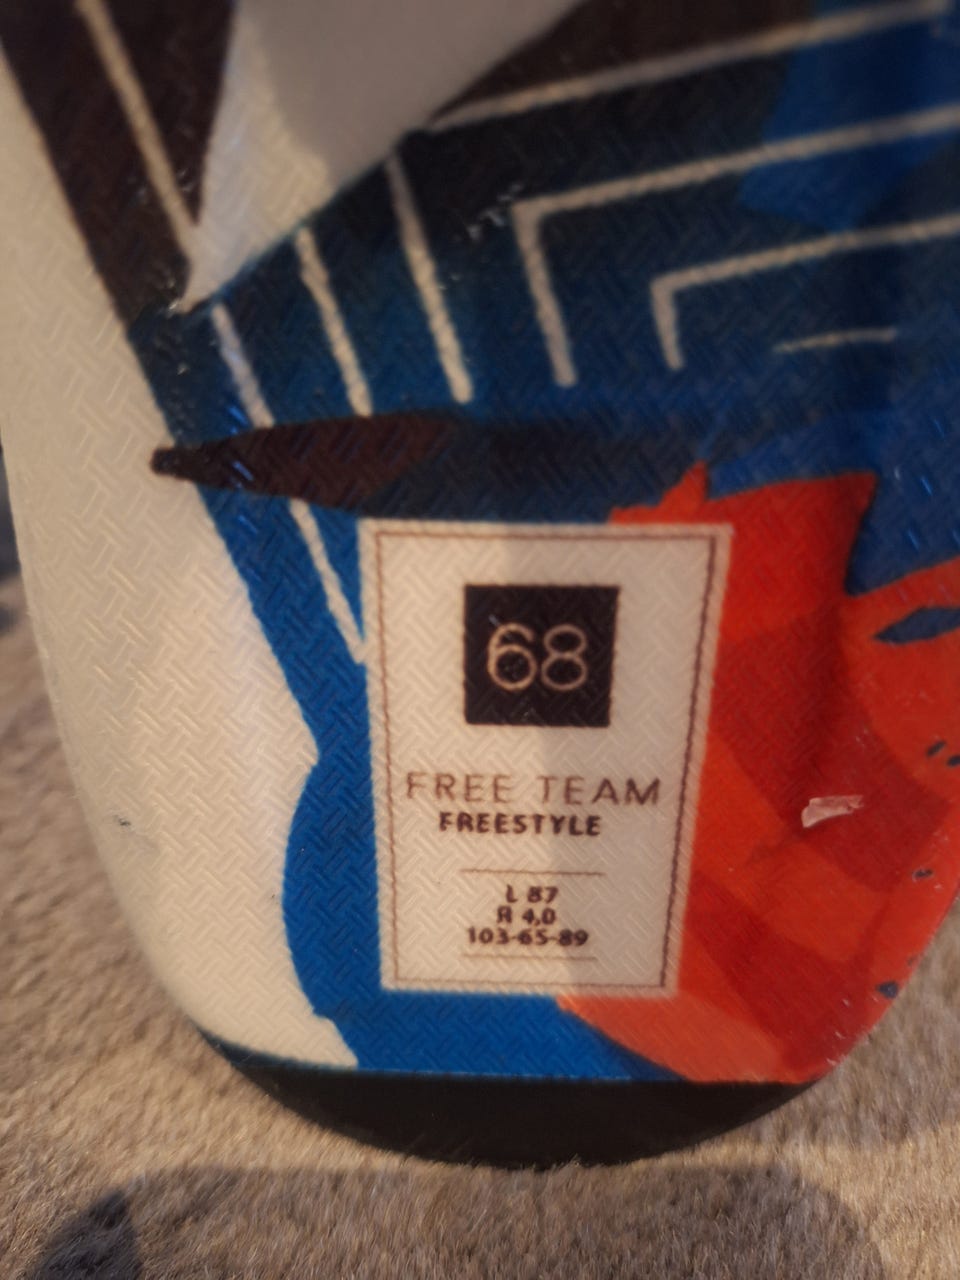 68
FREE TEAM
FREESTYLE
L 87
R 4,0
103-65-89